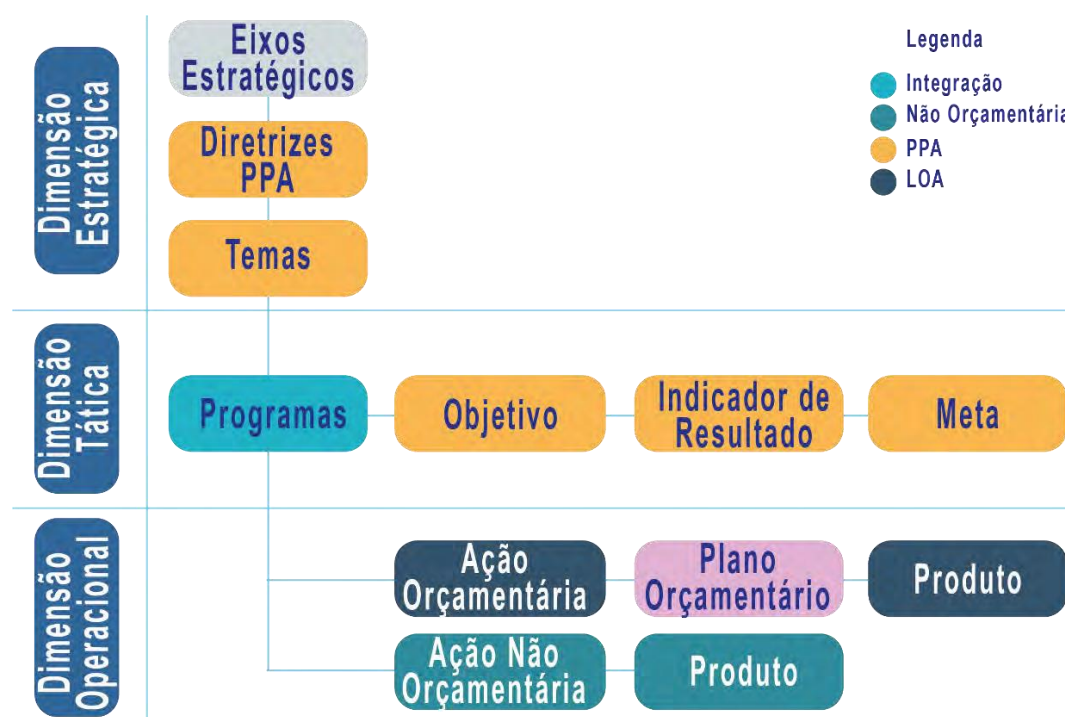 Dimensão
Estratégica
Eixos
Estratégicos
Diretrizes
PPA
Temas
Legenda
Integração
Não Orçamentária
PPA
LOA
Dimensão
Tática
Programas
Objetivo
Indicador de
Resultado
Meta
Dimensão
Operacional
Ação
Orçamentária
Plano
Orçamentário
Produto
Ação Não
Orçamentária
Produto